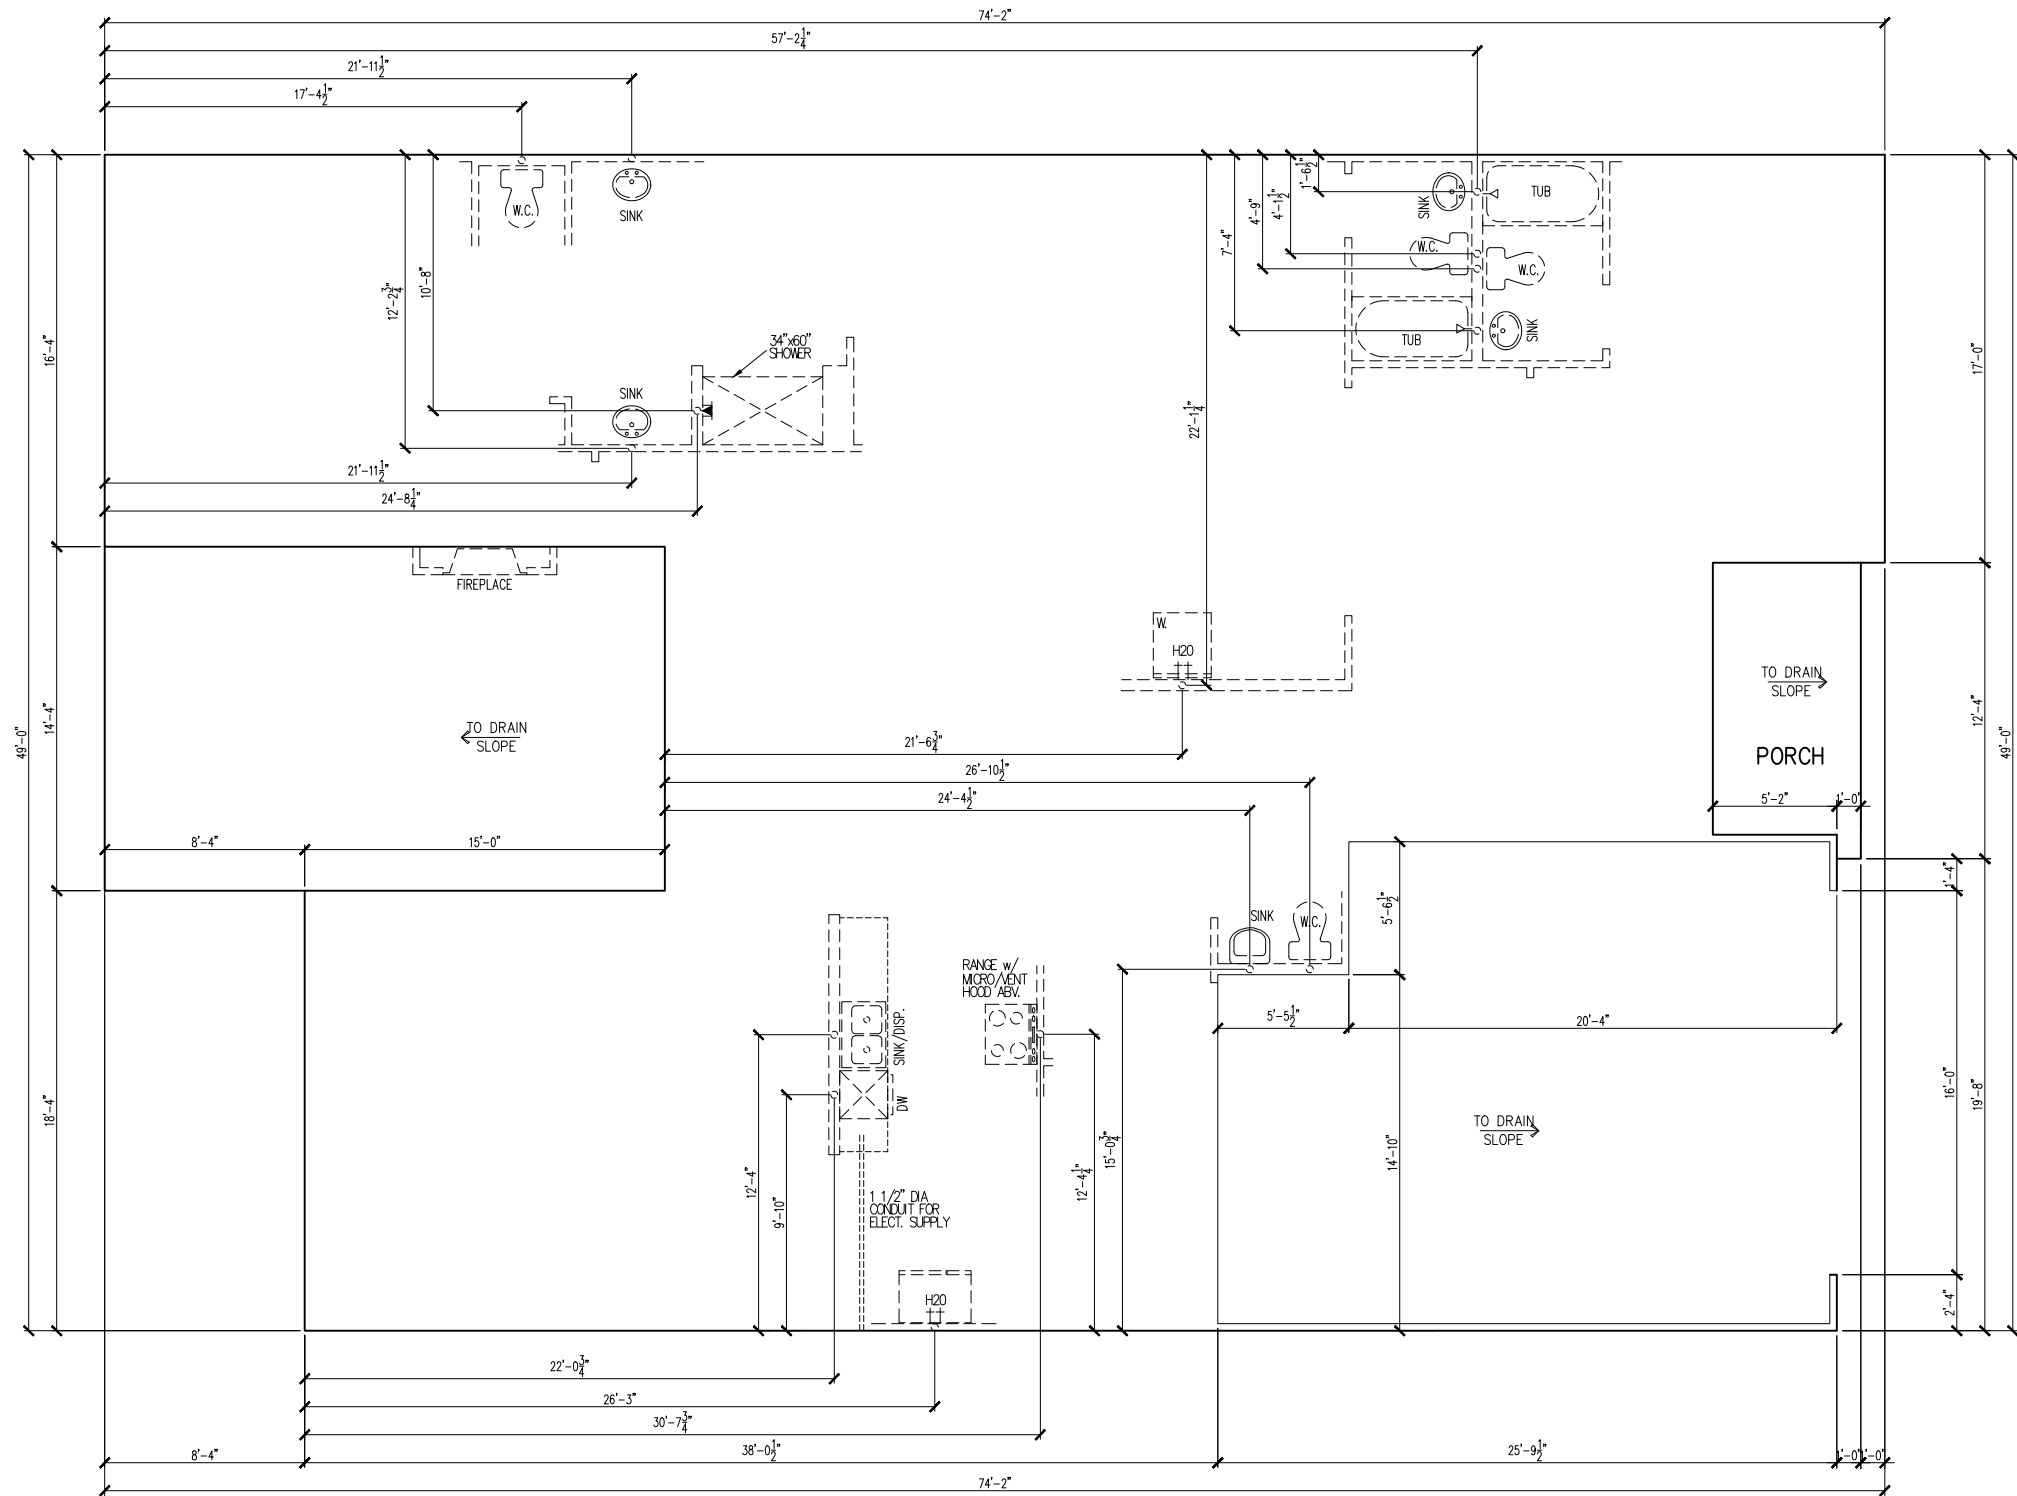 74'-2"
57'-2 1/4"
21'-11 1/2"
17'-4 1/2"
1'-6 1/2"
4'-1 1/2"
4'-9"
7'-4"
TUB
SINK
W.C.
SINK
W.C.
W.C.
12'-2 3/4"
10'-8"
16'-4"
34"x60"
SHOWER
TUB
SINK
17'-0"
SINK
22'-1 1/4"
21'-11 1/2"
24'-8 1/4"
FIREPLACE
W.
H2O
TO DRAIN
SLOPE
TO DRAIN
SLOPE
49'-0"
14'-4"
21'-6 3/4"
12'-4"
49'-0"
PORCH
26'-10 1/2"
24'-4 1/2"
5'-2"
1'-0"
8'-4"
15'-0"
1'-4"
5'-6 1/2"
SINK
W.C.
RANGE w/
MICRO/VENT
HOOD ABV.
SINK/DISP.
5'-5 1/2"
20'-4"
DW
18'-4"
16'-0"
19'-8"
TO DRAIN
SLOPE
12'-4"
9'-10"
12'-4 1/4"
15'-0 3/4"
14'-10"
1 1/2" DIA
CONDUIT FOR
ELECT. SUPPLY
H2O
2'-4"
22'-0 3/4"
26'-3"
30'-7 3/4"
8'-4"
38'-0 1/2"
25'-9 1/2"
1'-0"
1'-0"
74'-2"